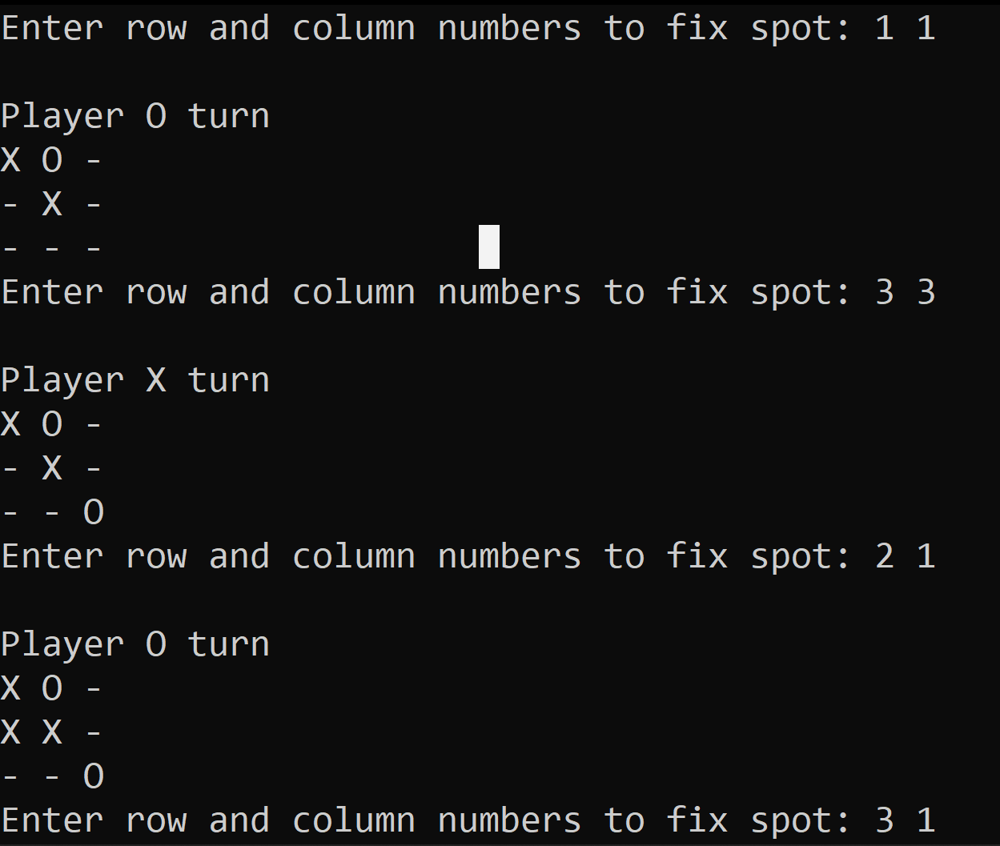 Enter row and column numbers to fix spot: 1 1
Player O turn
X O -
- X -
- - -
Enter row and column numbers to fix spot: 3 3
Player X turn
X O -
- X -
- - O
Enter row and column numbers to fix spot: 2 1
Player O turn
X O -
X X -
- - O
Enter row and column numbers to fix spot: 3 1